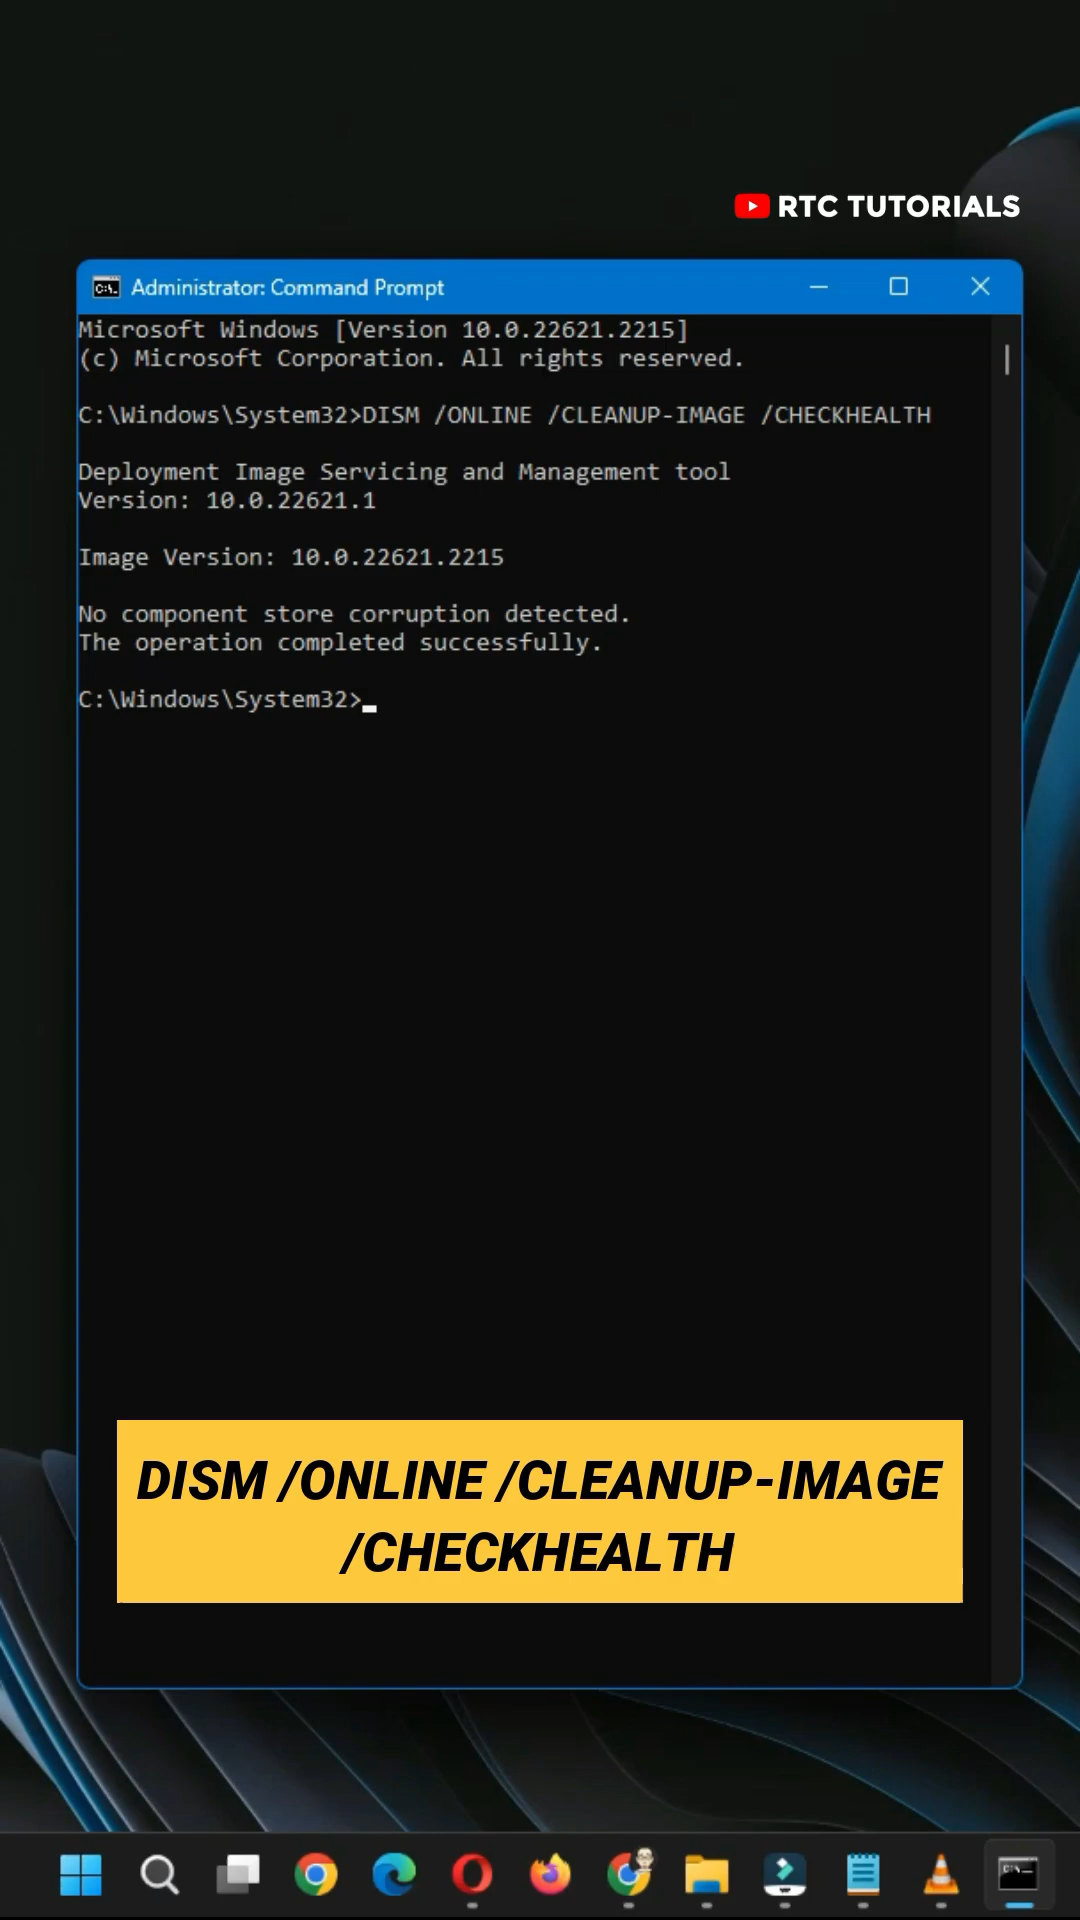 RTC TUTORIALS
Administrator: Command Prompt
Microsoft Windows [Version 10.0.22621.2215]
(c) Microsoft Corporation. All rights reserved.
C:\Windows\System32>DISM /ONLINE /CLEANUP-IMAGE /CHECKHEALTH
Deployment Image Servicing and Management tool
Version: 10.0.22621.1
Image Version: 10.0.22621.2215
No component store corruption detected.
The operation completed successfully.
C:\Windows\System32>
DISM /ONLINE /CLEANUP-IMAGE
/CHECKHEALTH